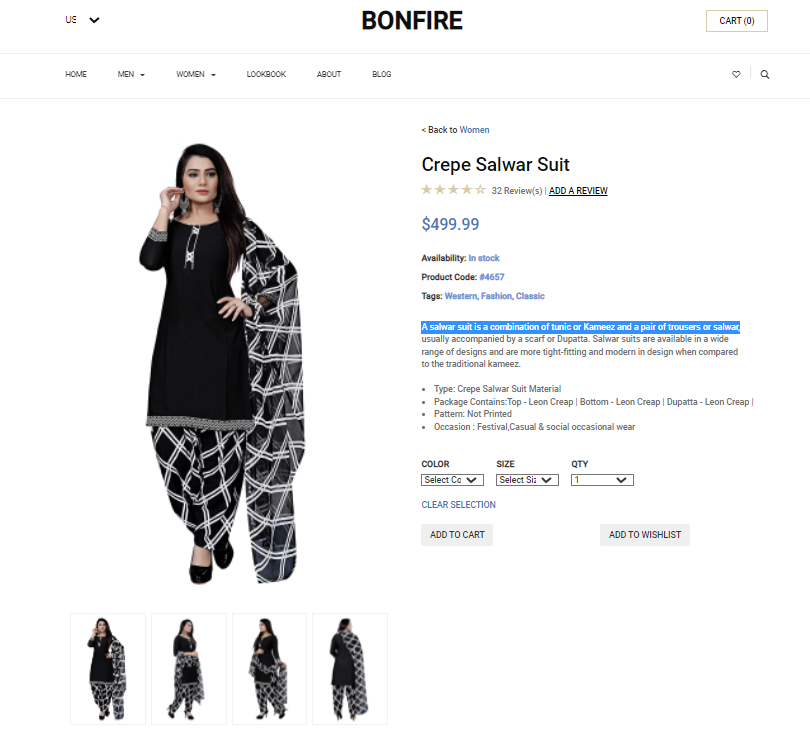 US
BONFIRE
CART (0)
HOME
MEN
WOMEN
LOOKBOOK
ABOUT
BLOG
< Back to Women
Crepe Salwar Suit
32 Review(s) | ADD A REVIEW
$499.99
Availability: In stock
Product Code: #4657
Tags: Western, Fashion, Classic
A salwar suit is a combination of tunic or Kameez and a pair of trousers or salwar,
usually accompanied by a scarf or Dupatta. Salwar suits are available in a wide
range of designs and are more tight-fitting and modern in design when compared
to the traditional kameez.
Type: Crepe Salwar Suit Material
Package Contains:Top - Leon Creap | Bottom - Leon Creap | Dupatta - Leon Creap |
Pattern: Not Printed
Occasion : Festival,Casual & social occasional wear
COLOR SIZE QTY
Select Co Select Siz 1
CLEAR SELECTION
ADD TO CART
ADD TO WISHLIST